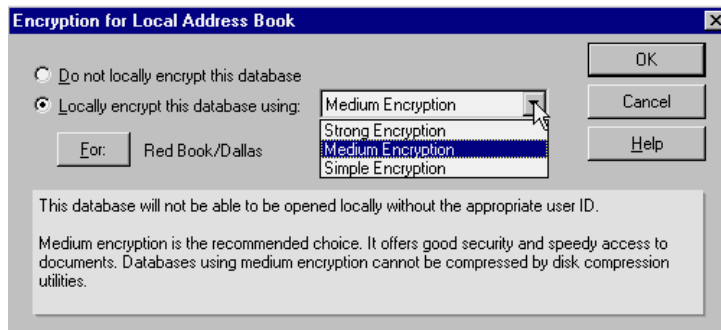 Encryption for Local Address Book
Do not locally encrypt this database
Locally encrypt this database using:
Medium Encryption
Strong Encryption
Medium Encryption
Simple Encryption
For:
Red Book/Dallas
OK
Cancel
Help
This database will not be able to be opened locally without the appropriate user ID.
Medium encryption is the recommended choice. It offers good security and speedy access to
documents. Databases using medium encryption cannot be compressed by disk compression
utilities.